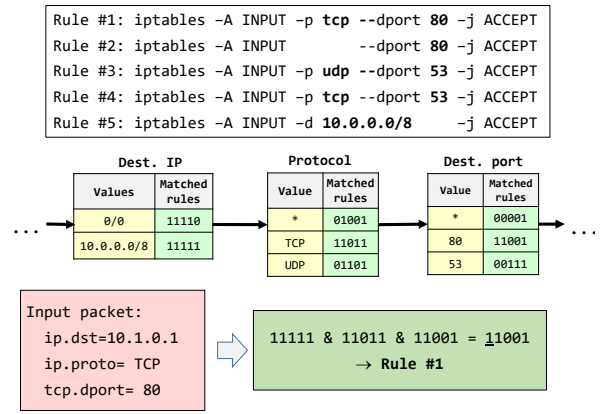 Rule #1: iptables –A INPUT –p tcp --dport 80 –j ACCEPT
Rule #2: iptables –A INPUT --dport 80 –j ACCEPT
Rule #3: iptables –A INPUT –p udp --dport 53 –j ACCEPT
Rule #4: iptables –A INPUT –p tcp --dport 53 –j ACCEPT
Rule #5: iptables –A INPUT –d 10.0.0.0/8 –j ACCEPT
Dest. IP
Values Matched rules
0/0 11110
10.0.0.0/8 11111
Protocol
Value Matched rules
* 01001
TCP 11011
UDP 01101
Dest. port
Value Matched rules
* 00001
80 11001
53 00111
...
...
Input packet:
ip.dst=10.1.0.1
ip.proto= TCP
tcp.dport= 80
11111 & 11011 & 11001 = 11001
→ Rule #1